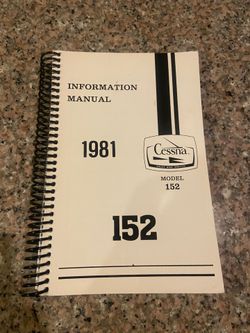 INFORMATION
MANUAL
1981
Cessna
MODEL
152
152